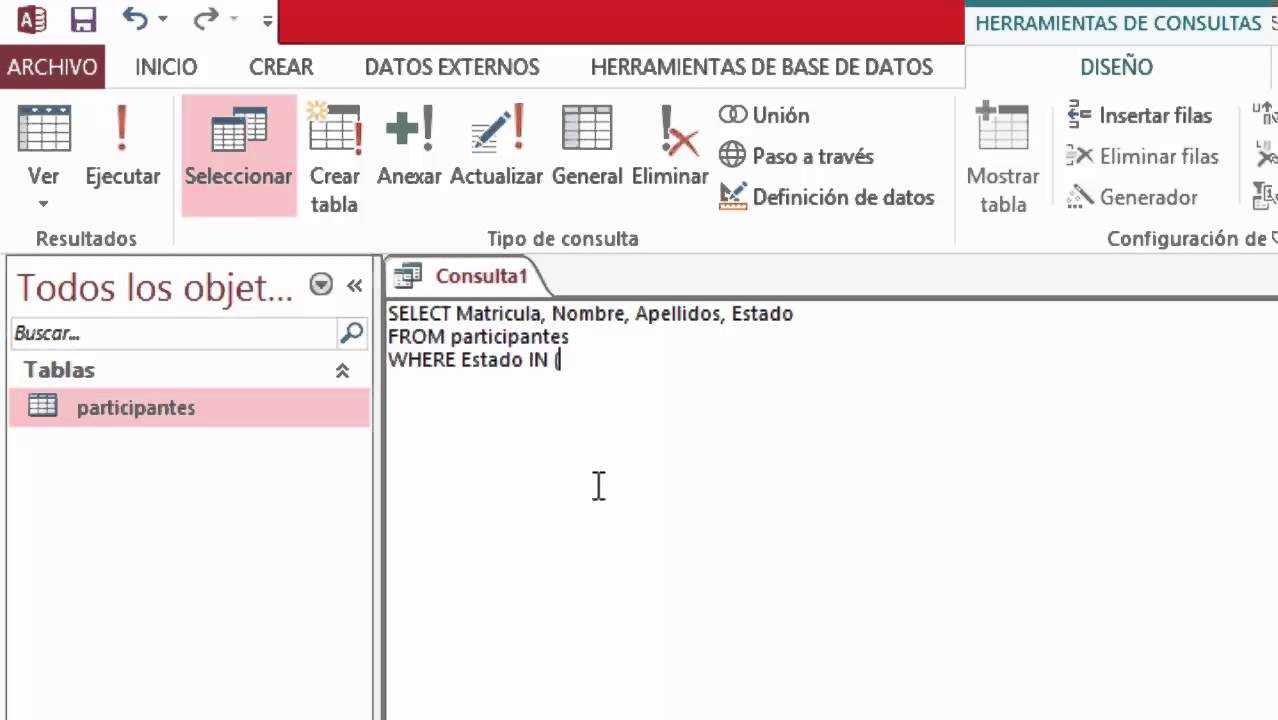 HERRAMIENTAS DE CONSULTAS
ARCHIVO INICIO CREAR DATOS EXTERNOS HERRAMIENTAS DE BASE DE DATOS DISEÑO
Ver
Ejecutar
Seleccionar
Crear
tabla
Anexar
Actualizar
General
Eliminar
Unión
Paso a través
Definición de datos
Mostrar
tabla
Insertar filas
Eliminar filas
Generador
Resultados
Tipo de consulta
Configuración de
Todos los objet...
Buscar...
Tablas
participantes
Consulta1
SELECT Matricula, Nombre, Apellidos, Estado
FROM participantes
WHERE Estado IN (